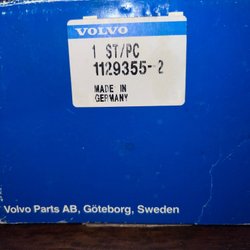 VOLVO
1 ST/PC
1129355-2
MADE IN
GERMANY
Volvo Parts AB, Göteborg, Sweden